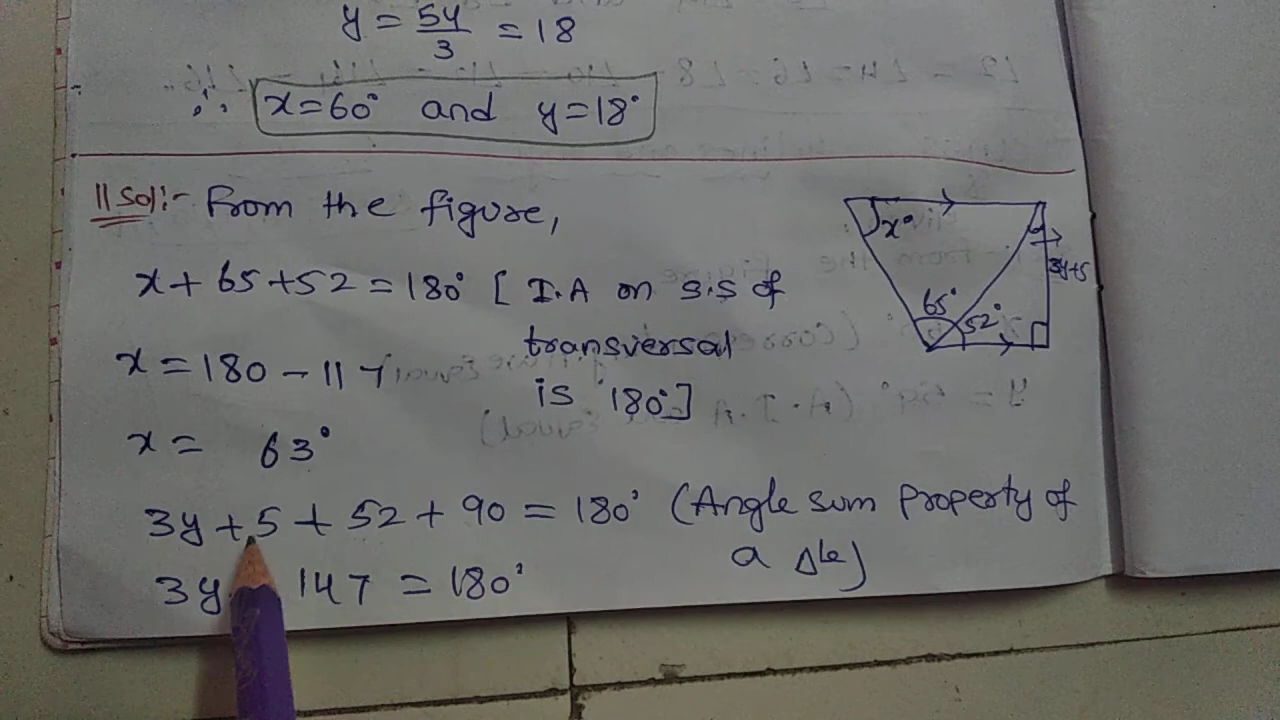 y = 54/3 = 18
∴ x=60° and y=18°
11 Sol:- From the figure,
x + 65 + 52 = 180° [ I.A on s.s of
transversal
is 180°]
x = 180 - 117
x = 63°
3y + 5 + 52 + 90 = 180° (Angle sum property of
a Δle)
3y 147 = 180°
x°
3y+5
65°
52°